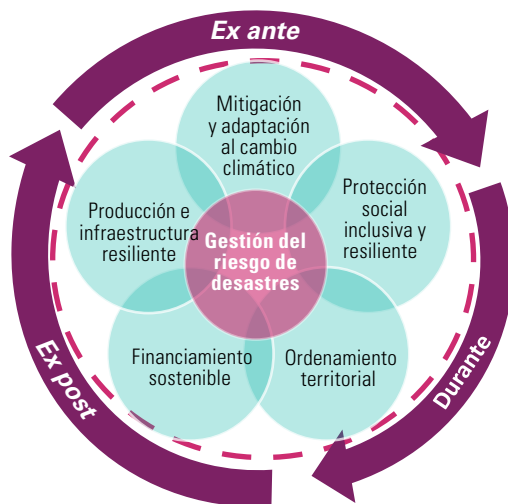 Ex ante
Mitigación
y adaptación
al cambio
climático
Protección
social
inclusiva y
resiliente
Producción e
infraestructura
resiliente
Gestión del
riesgo de
desastres
Financiamiento
sostenible
Ordenamiento
territorial
Durante
Ex post